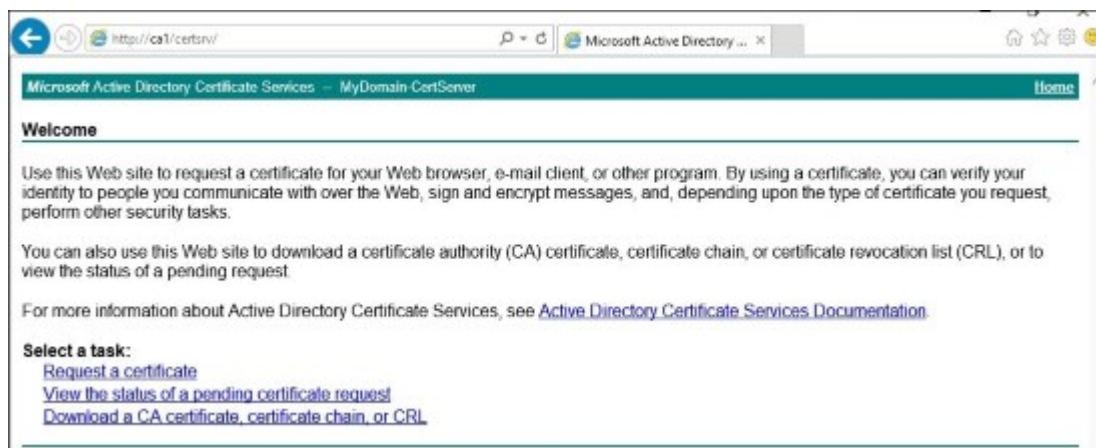 http://ca1/certsrv/
Microsoft Active Directory ...
Microsoft Active Directory Certificate Services -- MyDomain-CertServer
Home
Welcome
Use this Web site to request a certificate for your Web browser, e-mail client, or other program. By using a certificate, you can verify your
identity to people you communicate with over the Web, sign and encrypt messages, and, depending upon the type of certificate you request,
perform other security tasks.
You can also use this Web site to download a certificate authority (CA) certificate, certificate chain, or certificate revocation list (CRL), or to
view the status of a pending request.
For more information about Active Directory Certificate Services, see Active Directory Certificate Services Documentation.
Select a task:
Request a certificate
View the status of a pending certificate request
Download a CA certificate, certificate chain, or CRL